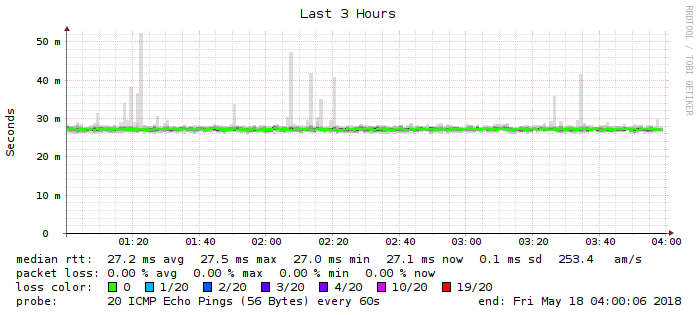 Last 3 Hours
RRDTOOL / TOBI OETIKER
Seconds
50 m
40 m
30 m
20 m
10 m
0
01:20 01:40 02:00 02:20 02:40 03:00 03:20 03:40 04:00
median rtt: 27.2 ms avg 27.5 ms max 27.0 ms min 27.1 ms now 0.1 ms sd 253.4 am/s
packet loss: 0.00 % avg 0.00 % max 0.00 % min 0.00 % now
loss color: 0 1/20 2/20 3/20 4/20 10/20 19/20
probe: 20 ICMP Echo Pings (56 Bytes) every 60s end: Fri May 18 04:00:06 2018